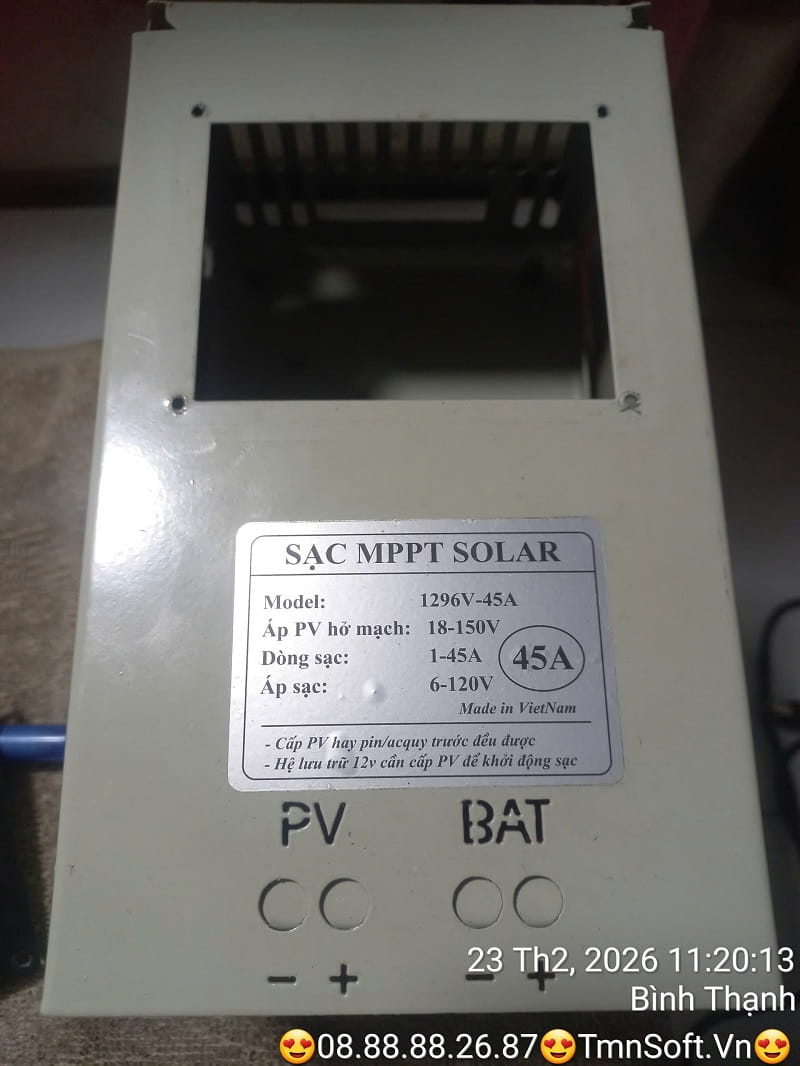 SẠC MPPT SOLAR
Model: 1296V-45A
Áp PV hở mạch: 18-150V
Dòng sạc: 1-45A
45A
Áp sạc: 6-120V
Made in VietNam
- Cấp PV hay pin/acquy trước đều được
- Hệ lưu trữ 12v cần cấp PV để khởi động sạc
PV BAT
- + - +
23 Th2, 2026 11:20:13
Bình Thạnh
😍08.88.88.26.87😍TmnSoft.Vn😍